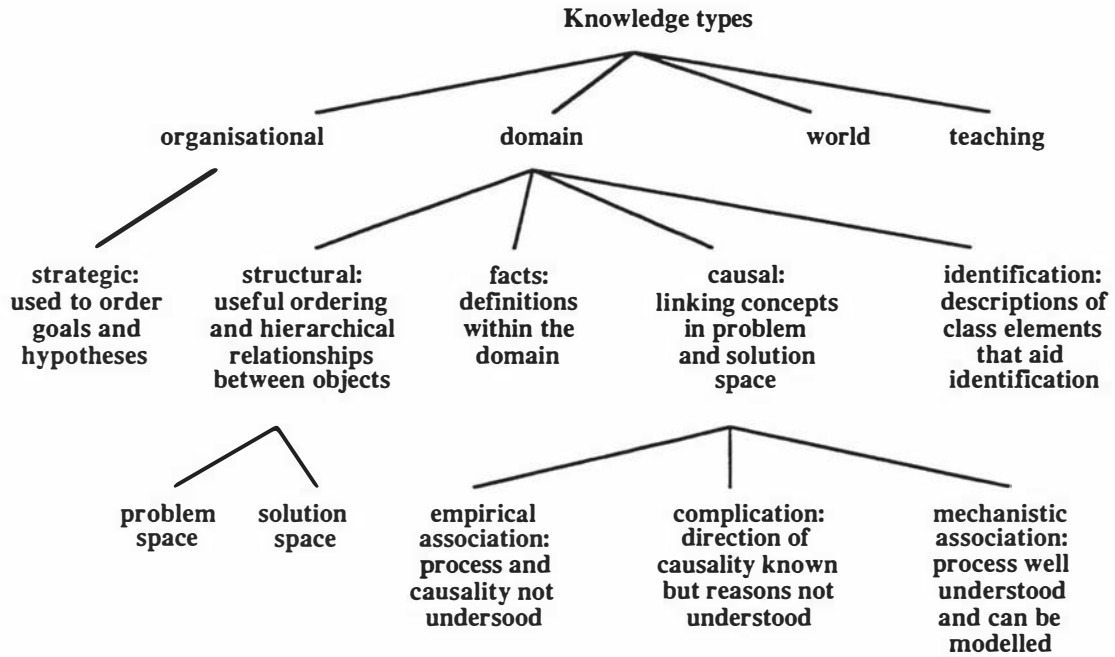 Knowledge types
organisational
domain
world
teaching
strategic:
used to order
goals and
hypotheses
structural:
useful ordering
and hierarchical
relationships
between objects
facts:
definitions
within the
domain
causal:
linking concepts
in problem
and solution
space
identification:
descriptions of
class elements
that aid
identification
problem
space
solution
space
empirical
association:
process and
causality not
undersood
complication:
direction of
causality known
but reasons not
understood
mechanistic
association:
process well
understood
and can be
modelled